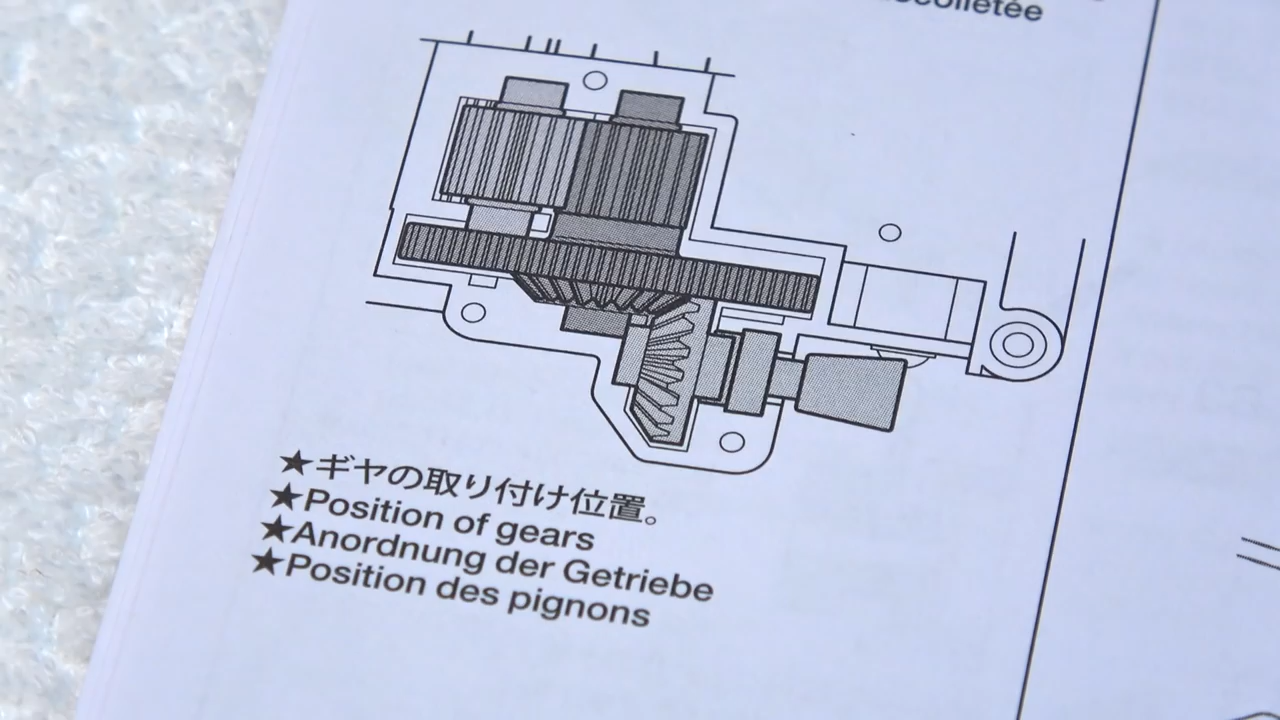 ★ギヤの取り付け位置。
★Position of gears
★Anordnung der Getriebe
★Position des pignons